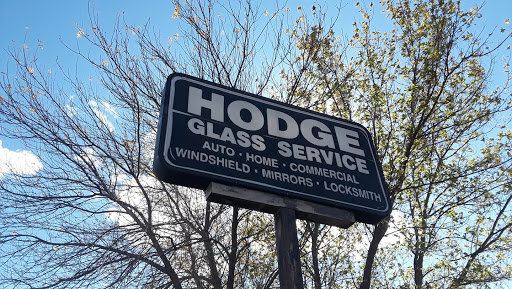 HODGE
GLASS SERVICE
AUTO · HOME · COMMERCIAL
WINDSHIELD · MIRRORS · LOCKSMITH